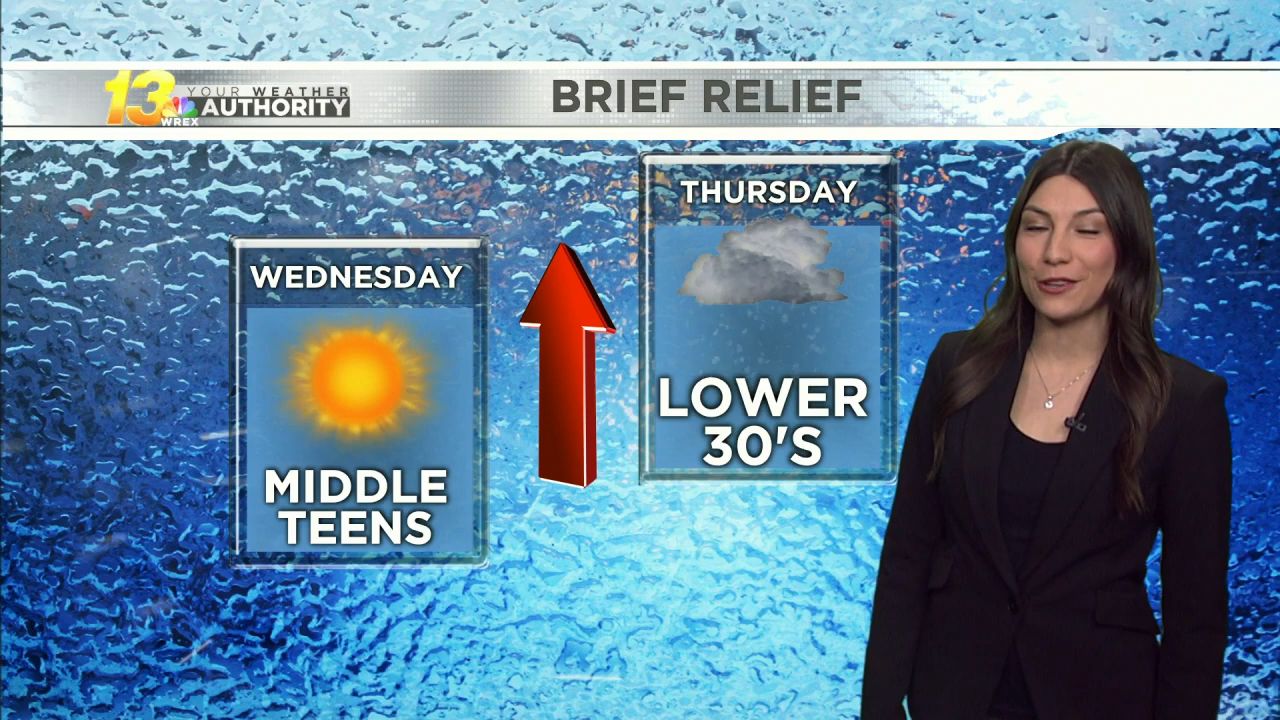 13
WREX
YOUR WEATHER
AUTHORITY
BRIEF RELIEF
WEDNESDAY
MIDDLE
TEENS
THURSDAY
LOWER
30'S